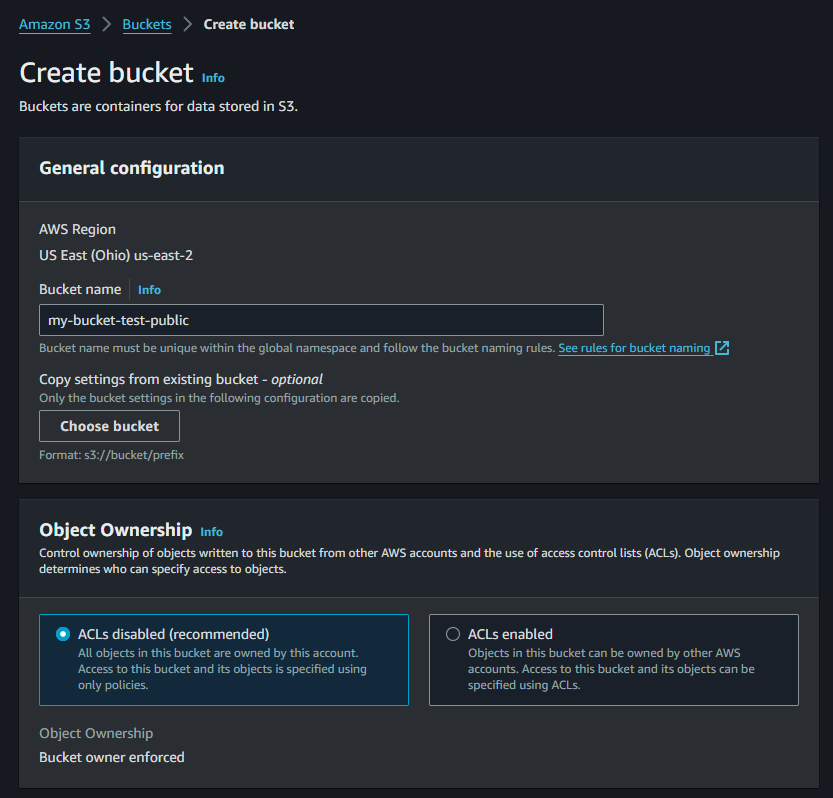 Amazon S3 > Buckets > Create bucket
Create bucket Info
Buckets are containers for data stored in S3.
General configuration
AWS Region
US East (Ohio) us-east-2
Bucket name Info
my-bucket-test-public
Bucket name must be unique within the global namespace and follow the bucket naming rules. See rules for bucket naming
Copy settings from existing bucket - optional
Only the bucket settings in the following configuration are copied.
Choose bucket
Format: s3://bucket/prefix
Object Ownership Info
Control ownership of objects written to this bucket from other AWS accounts and the use of access control lists (ACLs). Object ownership
determines who can specify access to objects.
ACLs disabled (recommended)
All objects in this bucket are owned by this account.
Access to this bucket and its objects is specified using
only policies.
ACLs enabled
Objects in this bucket can be owned by other AWS
accounts. Access to this bucket and its objects can be
specified using ACLs.
Object Ownership
Bucket owner enforced